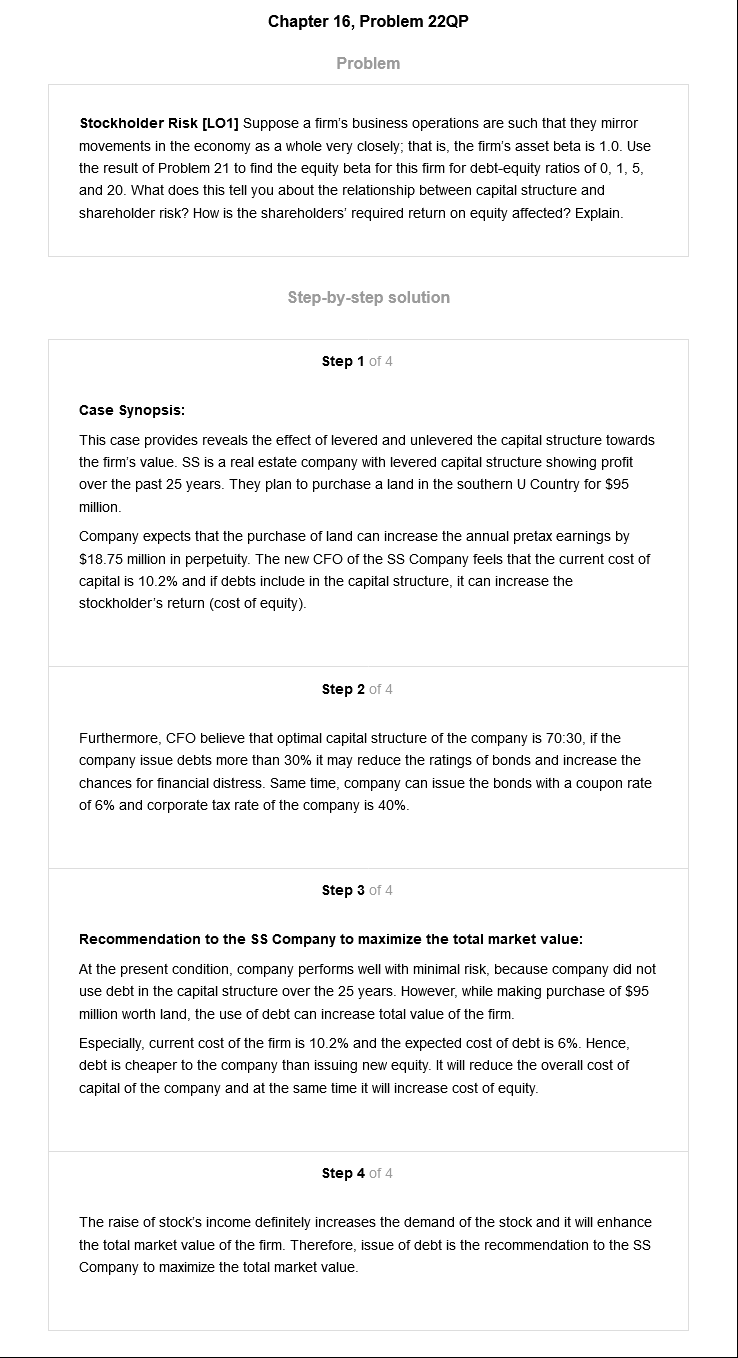 Chapter 16, Problem 22QP
Problem
Stockholder Risk [LO1] Suppose a firm's business operations are such that they mirror
movements in the economy as a whole very closely; that is, the firm's asset beta is 1.0. Use
the result of Problem 21 to find the equity beta for this firm for debt-equity ratios of 0, 1, 5,
and 20. What does this tell you about the relationship between capital structure and
shareholder risk? How is the shareholders' required return on equity affected? Explain.
Step-by-step solution
Step 1 of 4
Case Synopsis:
This case provides reveals the effect of levered and unlevered the capital structure towards
the firm's value. SS is a real estate company with levered capital structure showing profit
over the past 25 years. They plan to purchase a land in the southern U Country for $95
million.
Company expects that the purchase of land can increase the annual pretax earnings by
$18.75 million in perpetuity. The new CFO of the SS Company feels that the current cost of
capital is 10.2% and if debts include in the capital structure, it can increase the
stockholder's return (cost of equity).
Step 2 of 4
Furthermore, CFO believe that optimal capital structure of the company is 70:30, if the
company issue debts more than 30% it may reduce the ratings of bonds and increase the
chances for financial distress. Same time, company can issue the bonds with a coupon rate
of 6% and corporate tax rate of the company is 40%.
Step 3 of 4
Recommendation to the SS Company to maximize the total market value:
At the present condition, company performs well with minimal risk, because company did not
use debt in the capital structure over the 25 years. However, while making purchase of $95
million worth land, the use of debt can increase total value of the firm.
Especially, current cost of the firm is 10.2% and the expected cost of debt is 6%. Hence,
debt is cheaper to the company than issuing new equity. It will reduce the overall cost of
capital of the company and at the same time it will increase cost of equity.
Step 4 of 4
The raise of stock's income definitely increases the demand of the stock and it will enhance
the total market value of the firm. Therefore, issue of debt is the recommendation to the SS
Company to maximize the total market value.